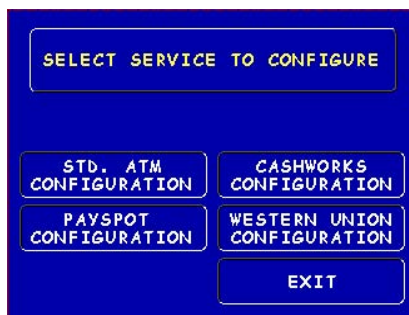 SELECT SERVICE TO CONFIGURE
STD. ATM
CONFIGURATION
CASHWORKS
CONFIGURATION
PAYSPOT
CONFIGURATION
WESTERN UNION
CONFIGURATION
EXIT